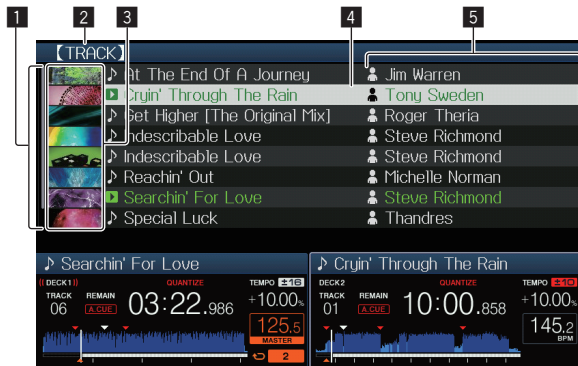 1 2 3 4 5
【TRACK】
♪ At The End Of A Journey Jim Warren
Cryin' Through The Rain Tony Sweden
♪ Get Higher [The Original Mix] Roger Theria
♪ Indescribable Love Steve Richmond
♪ Indescribable Love Steve Richmond
♪ Reachin' Out Michelle Norman
Searchin' For Love Steve Richmond
♪ Special Luck Thandres
♪ Searchin' For Love
((DECK1)) QUANTIZE TEMPO ±16
TRACK 06 REMAIN A.CUE 03:22.986 +10.00%
125.5
MASTER
2
♪ Cryin' Through The Rain
DECK2 QUANTIZE TEMPO ±10
TRACK 01 REMAIN A.CUE 10:00.858 +10.00%
145.2
BPM